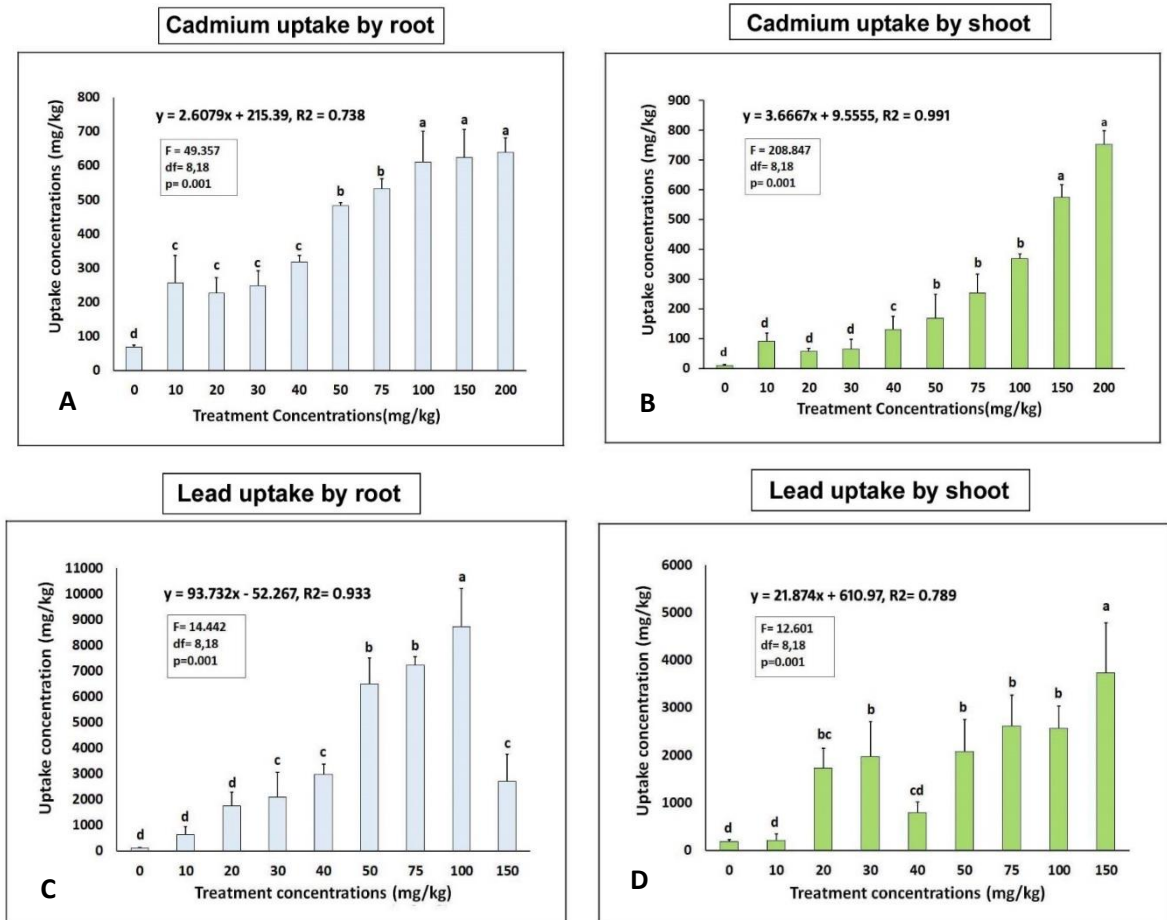 Cadmium uptake by root
Uptake concentrations (mg/kg)
y = 2.6079x + 215.39, R2 = 0.738
F = 49.357
df= 8,18
p= 0.001
800
700
600
500
400
300
200
100
0
d
c
c
c
c
b
b
a
a
a
0 10 20 30 40 50 75 100 150 200
Treatment Concentrations(mg/kg)
A
Cadmium uptake by shoot
Uptake concentrations (mg/kg)
y = 3.6667x + 9.5555, R2 = 0.991
F = 208.847
df= 8,18
p= 0.001
900
800
700
600
500
400
300
200
100
0
d
d
d
d
c
b
b
b
a
a
0 10 20 30 40 50 75 100 150 200
Treatment Concentrations(mg/kg)
B
Lead uptake by root
Uptake concentration (mg/kg)
y = 93.732x - 52.267, R2= 0.933
F= 14.442
df= 8,18
p=0.001
11000
10000
9000
8000
7000
6000
5000
4000
3000
2000
1000
0
d
d
d
c
c
b
b
a
c
0 10 20 30 40 50 75 100 150
Treatment concentrations (mg/kg)
C
Lead uptake by shoot
Uptake concentration (mg/kg)
y = 21.874x + 610.97, R2= 0.789
F= 12.601
df= 8,18
p=0.001
6000
5000
4000
3000
2000
1000
0
d
d
bc
b
cd
b
b
b
a
0 10 20 30 40 50 75 100 150
Treatment concentrations (mg/kg)
D